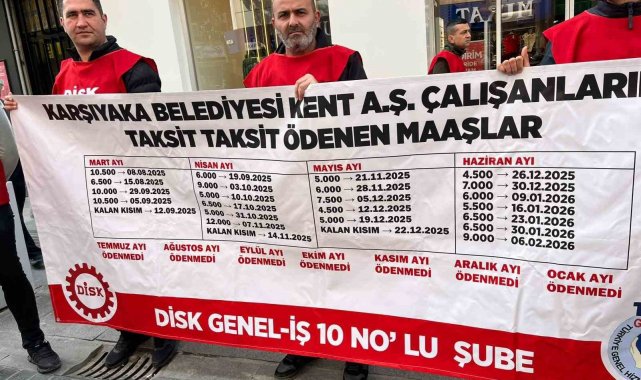 TAÇ
TANIM
DİSK
KARŞIYAKA BELEDİYESİ KENT A.Ş. ÇALIŞANLARI
TAKSİT TAKSİT ÖDENEN MAAŞLAR
MART AYI
10.500 → 08.08.2025
6.500 → 15.08.2025
10.000 → 29.09.2025
10.500 → 05.09.2025
KALAN KISIM → 12.09.2025
NİSAN AYI
6.000 → 19.09.2025
9.000 → 03.10.2025
5.000 → 10.10.2025
6.500 → 17.10.2025
5.000 → 31.10.2025
12.000 → 07.11.2025
KALAN KISIM → 14.11.2025
MAYIS AYI
5.000 → 21.11.2025
6.000 → 28.11.2025
7.500 → 05.12.2025
4.500 → 12.12.2025
5.000 → 19.12.2025
KALAN KISIM → 22.12.2025
HAZİRAN AYI
4.500 → 26.12.2025
7.000 → 30.12.2025
6.000 → 09.01.2026
5.500 → 16.01.2026
6.500 → 23.01.2026
6.500 → 30.01.2026
9.000 → 06.02.2026
TEMMUZ AYI
ÖDENMEDİ
AĞUSTOS AYI
ÖDENMEDİ
EYLÜL AYI
ÖDENMEDİ
EKİM AYI
ÖDENMEDİ
KASIM AYI
ÖDENMEDİ
ARALIK AYI
ÖDENMEDİ
OCAK AYI
ÖDENMEDİ
DİSK
DİSK GENEL-İŞ 10 NO' LU ŞUBE